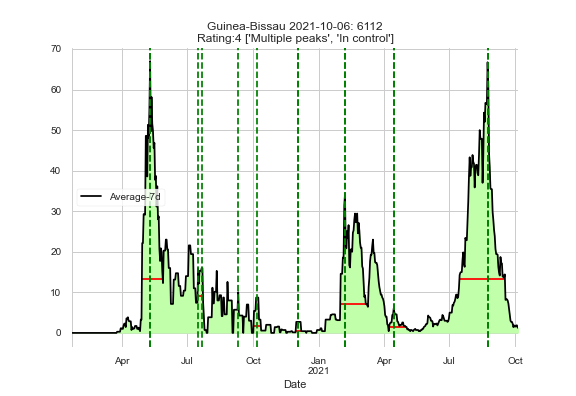 Guinea-Bissau 2021-10-06: 6112
Rating:4 ['Multiple peaks', 'In control']
70
60
50
40
30
20
10
0
Average-7d
Apr
Jul
Oct
Jan
2021
Apr
Jul
Oct
Date